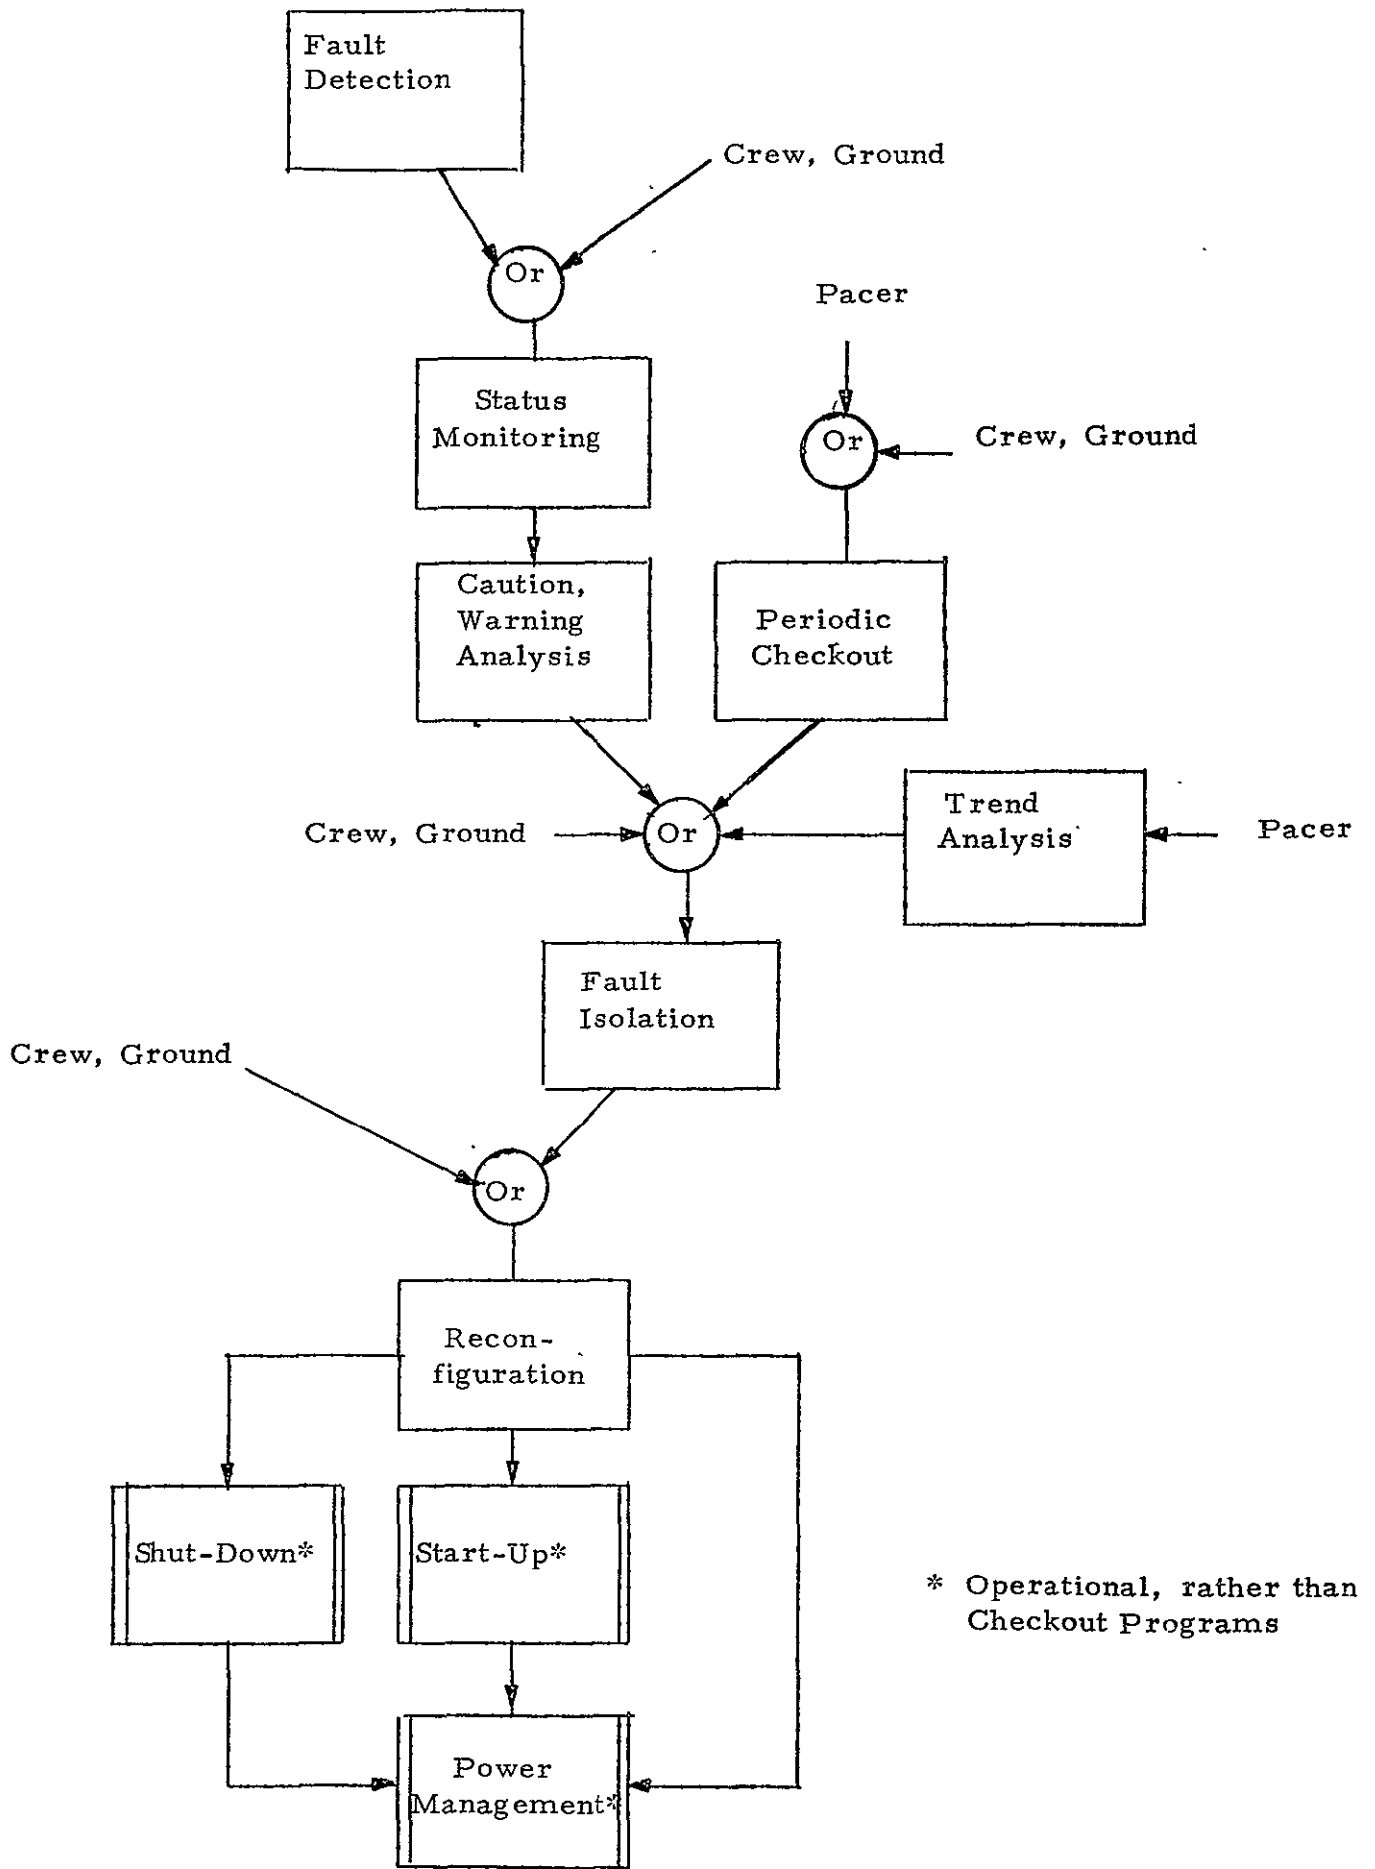 Fault
Detection
Crew, Ground
Or
Pacer
Status
Monitoring
Or
Crew, Ground
Caution,
Warning
Analysis
Periodic
Checkout
Trend
Analysis
Crew, Ground
Or
Pacer
Fault
Isolation
Crew, Ground
Or
Recon-
figuration
Shut-Down*
Start-Up*
* Operational, rather than
Checkout Programs
Power
Management*